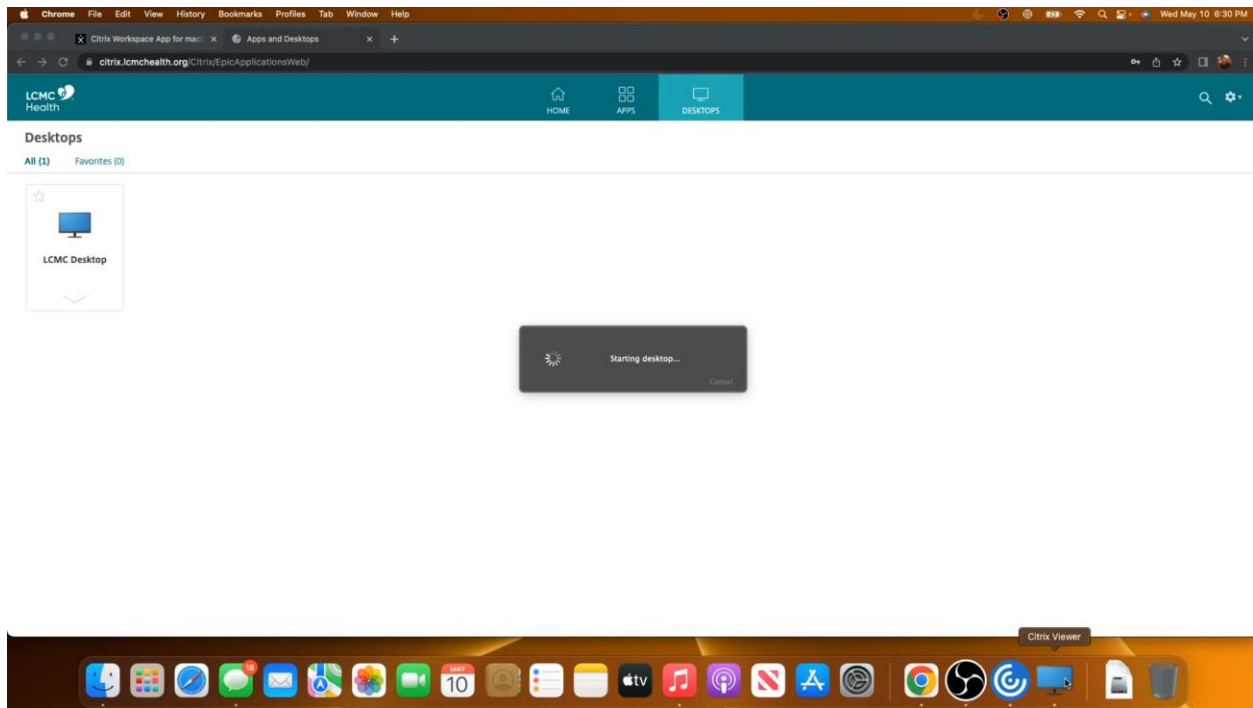 Chrome File Edit View History Bookmarks Profiles Tab Window Help
Wed May 10 6:30 PM
Citrix Workspace App for mac
Apps and Desktops
citrix.lcmchealth.org/Citrix/EpicApplicationsWeb/
LCMC
Health
HOME
APPS
DESKTOPS
Desktops
All (1) Favorites (0)
LCMC Desktop
Starting desktop...
Cancel
Citrix Viewer
18
MAY
10
tv